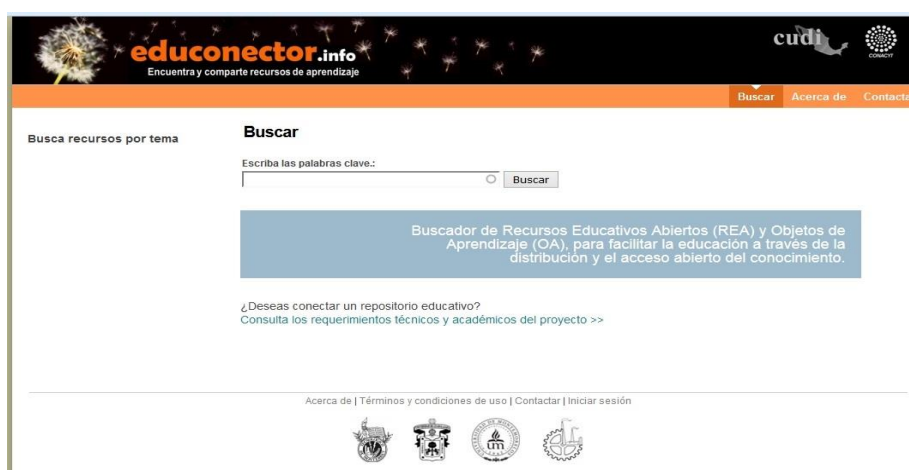 educonector.info
Encuentra y comparte recursos de aprendizaje
cudi
CONACYT
Buscar Acerca de Contacta
Busca recursos por tema
Buscar
Escriba las palabras clave.:
Buscar
Buscador de Recursos Educativos Abiertos (REA) y Objetos de
Aprendizaje (OA), para facilitar la educación a través de la
distribución y el acceso abierto del conocimiento.
¿Deseas conectar un repositorio educativo?
Consulta los requerimientos técnicos y académicos del proyecto >>
Acerca de | Términos y condiciones de uso | Contactar | Iniciar sesión
um